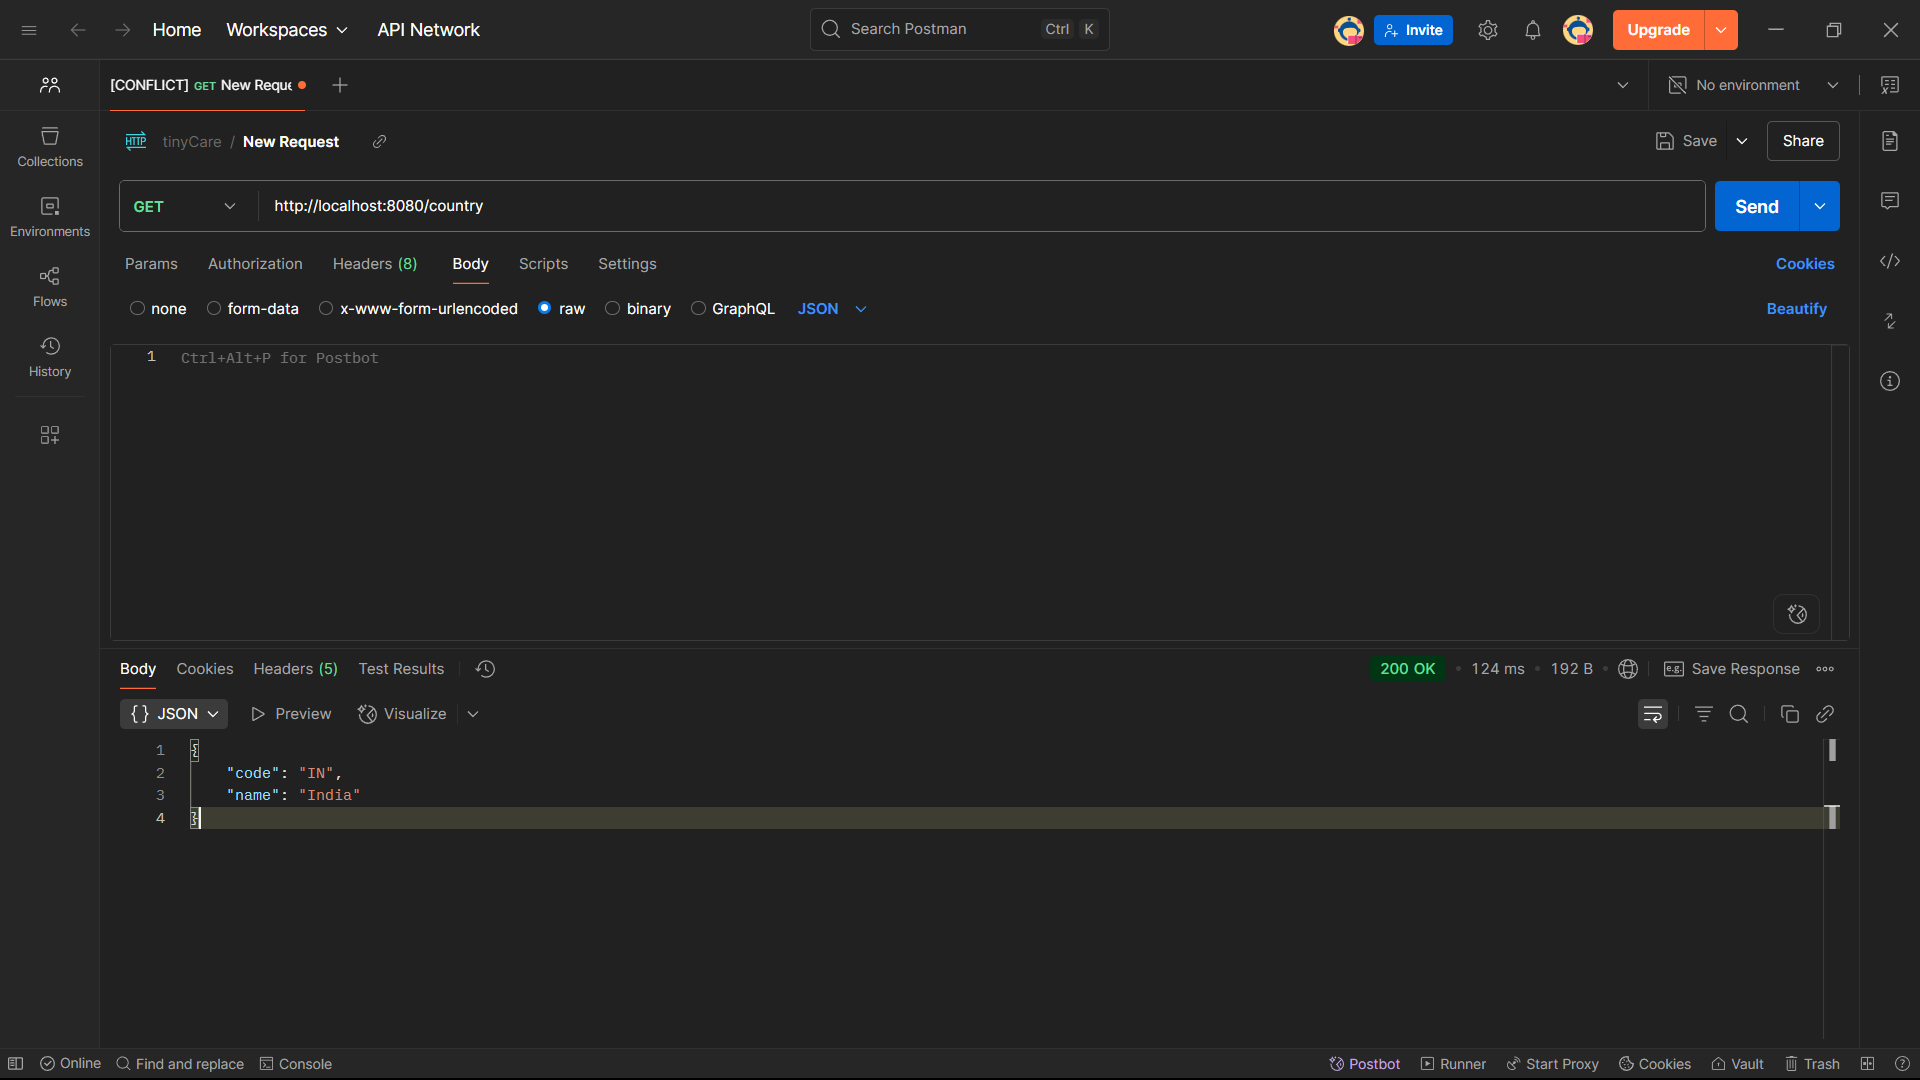 Home Workspaces API Network Search Postman Ctrl K Invite Upgrade
[CONFLICT] GET New Reque No environment
HTTP tinyCare / New Request Save Share
GET http://localhost:8080/country Send
Params Authorization Headers (8) Body Scripts Settings Cookies
none form-data x-www-form-urlencoded raw binary GraphQL JSON Beautify
1 Ctrl+Alt+P for Postbot
Collections
Environments
Flows
History
Body Cookies Headers (5) Test Results 200 OK • 124 ms • 192 B • e.g. Save Response
{} JSON Preview Visualize
1 {
2 "code": "IN",
3 "name": "India"
4 }
Online Find and replace Console Postbot Runner Start Proxy Cookies Vault Trash